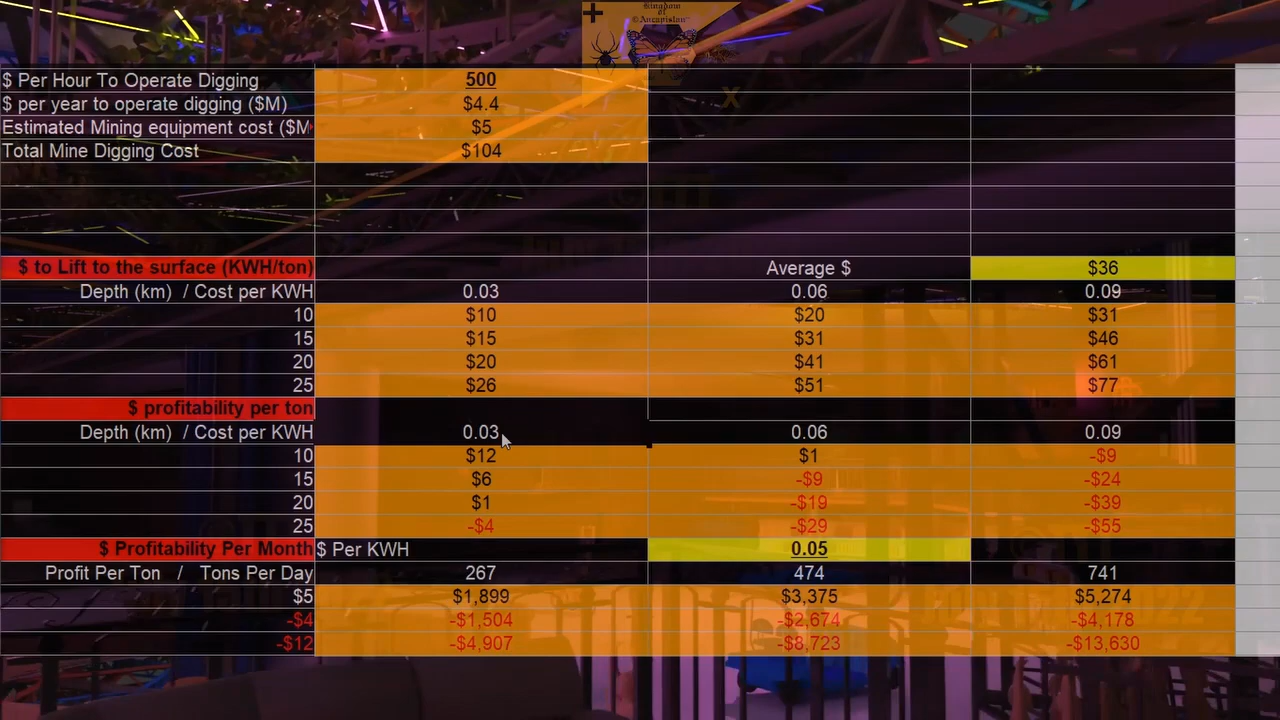 Kingdom
of
©Ancapistan™
$ Per Hour To Operate Digging 500
$ per year to operate digging ($M) $4.4
Estimated Mining equipment cost ($M $5
Total Mine Digging Cost $104
$ to Lift to the surface (KWH/ton) Average $ $36
Depth (km) / Cost per KWH 0.03 0.06 0.09
10 $10 $20 $31
15 $15 $31 $46
20 $20 $41 $61
25 $26 $51 $77
$ profitability per ton
Depth (km) / Cost per KWH 0.03 0.06 0.09
10 $12 $1 -$9
15 $6 -$9 -$24
20 $1 -$19 -$39
25 -$4 -$29 -$55
$ Profitability Per Month $ Per KWH 0.05
Profit Per Ton / Tons Per Day 267 474 741
$5 $1,899 $3,375 $5,274
-$4 -$1,504 -$2,674 -$4,178
-$12 -$4,907 -$8,723 -$13,630